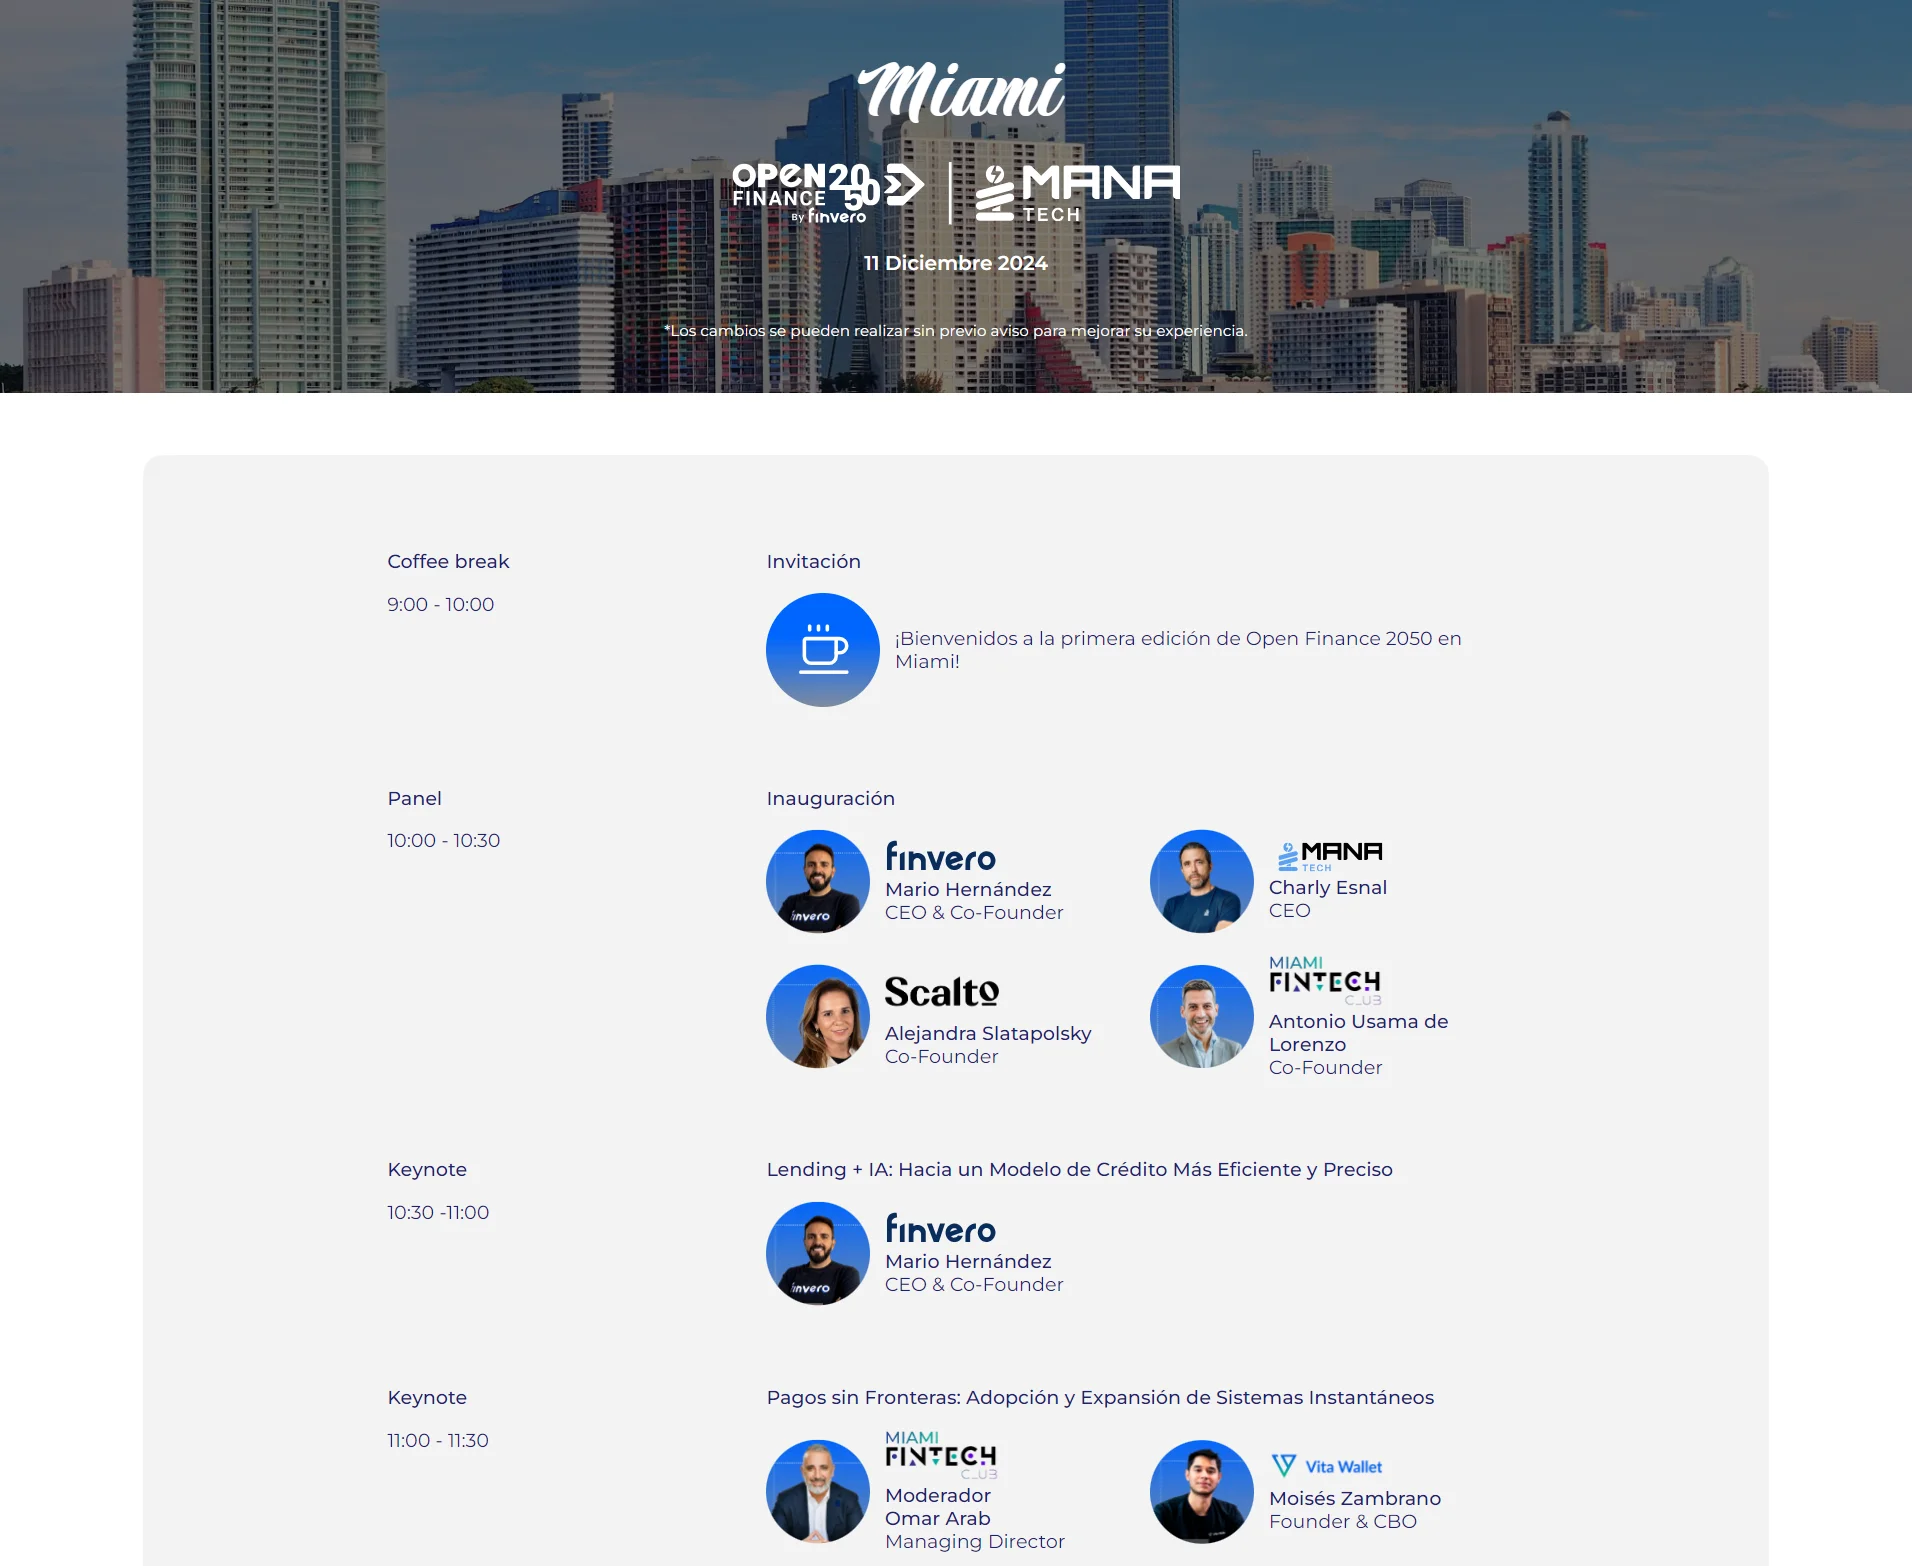 Miami
OPEN 2050
FINANCE
By finvero
MANA
TECH
11 Diciembre 2024
*Los cambios se pueden realizar sin previo aviso para mejorar su experiencia.
Coffee break
9:00 - 10:00
Invitación
¡Bienvenidos a la primera edición de Open Finance 2050 en
Miami!
Panel
10:00 - 10:30
Inauguración
finvero
finvero
Mario Hernández
CEO & Co-Founder
MANA
TECH
Charly Esnal
CEO
Scalto
Alejandra Slatapolsky
Co-Founder
MIAMI
FINTECH
CLUB
Antonio Usama de
Lorenzo
Co-Founder
Keynote
10:30 -11:00
Lending + IA: Hacia un Modelo de Crédito Más Eficiente y Preciso
finvero
finvero
Mario Hernández
CEO & Co-Founder
Keynote
11:00 - 11:30
Pagos sin Fronteras: Adopción y Expansión de Sistemas Instantáneos
MIAMI
FINTECH
CLUB
Moderador
Omar Arab
Managing Director
Vita Wallet
Moisés Zambrano
Founder & CBO